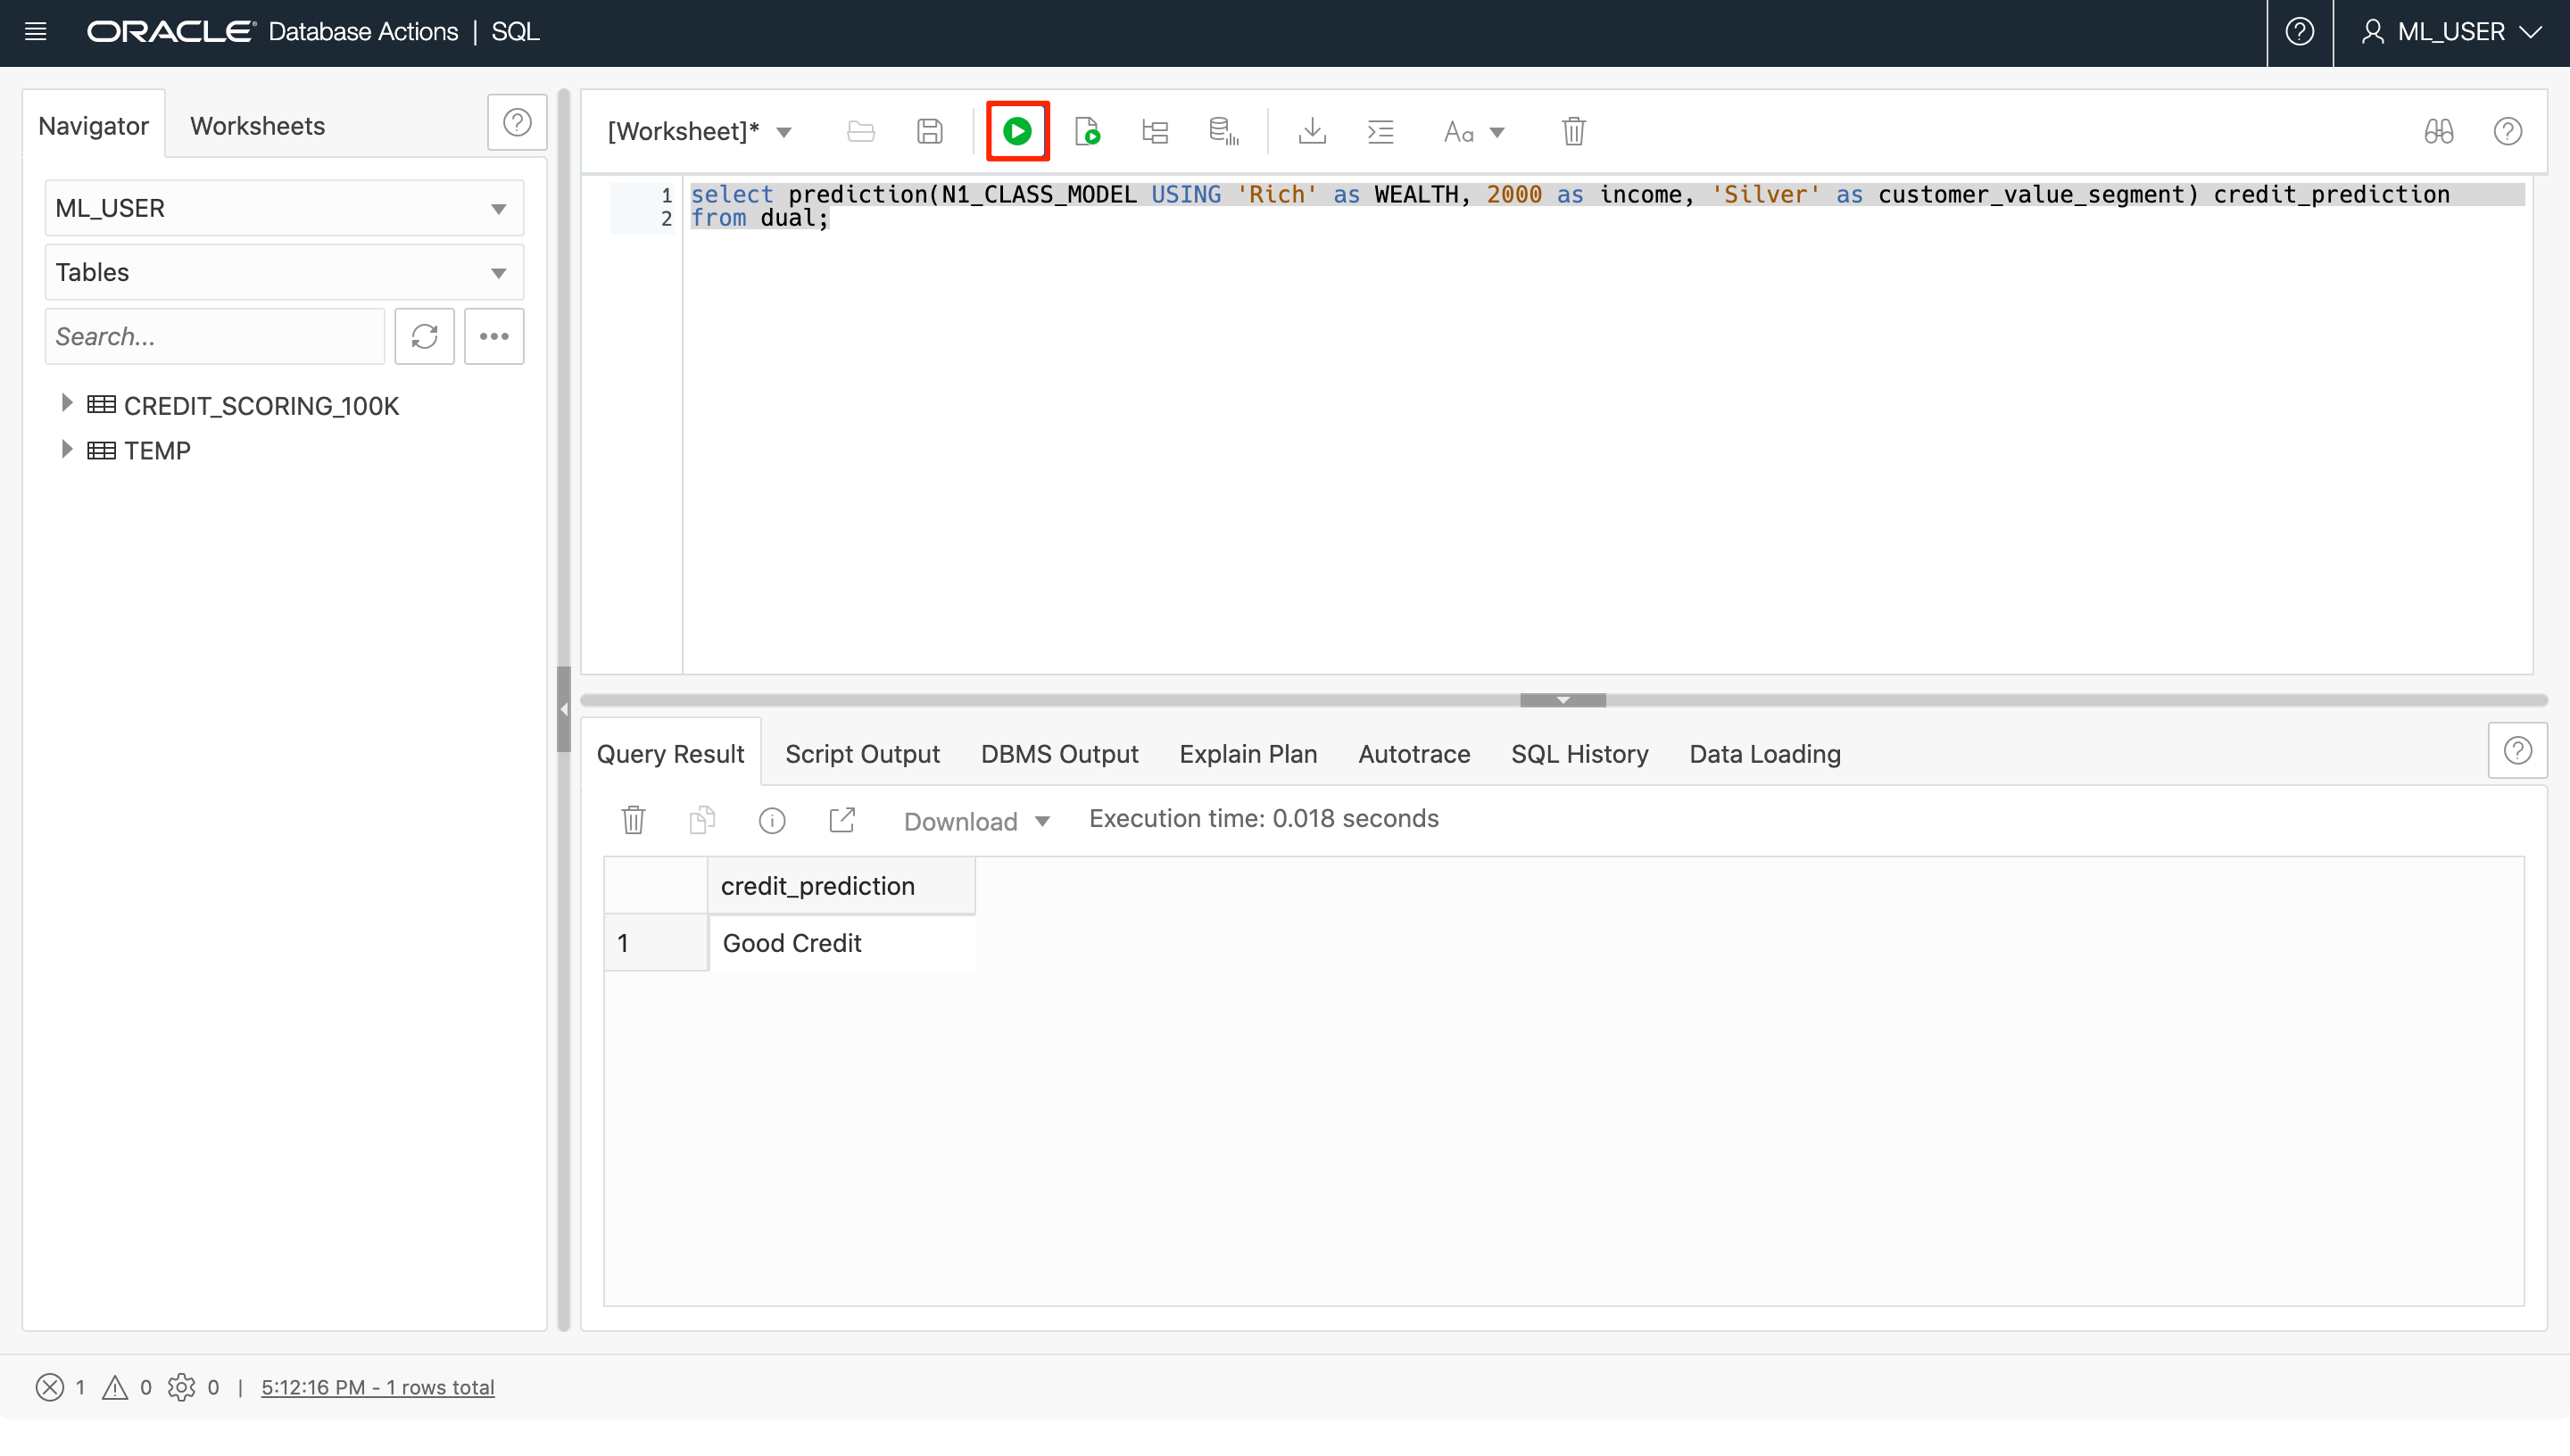 ORACLE Database Actions | SQL
ML_USER
Navigator
Worksheets
ML_USER
Tables
Search...
CREDIT_SCORING_100K
TEMP
[Worksheet]*
Aa
1 select prediction(N1_CLASS_MODEL USING 'Rich' as WEALTH, 2000 as income, 'Silver' as customer_value_segment) credit_prediction
2 from dual;
Query Result
Script Output
DBMS Output
Explain Plan
Autotrace
SQL History
Data Loading
Download
Execution time: 0.018 seconds
credit_prediction
1 Good Credit
1 0 0 | 5:12:16 PM - 1 rows total